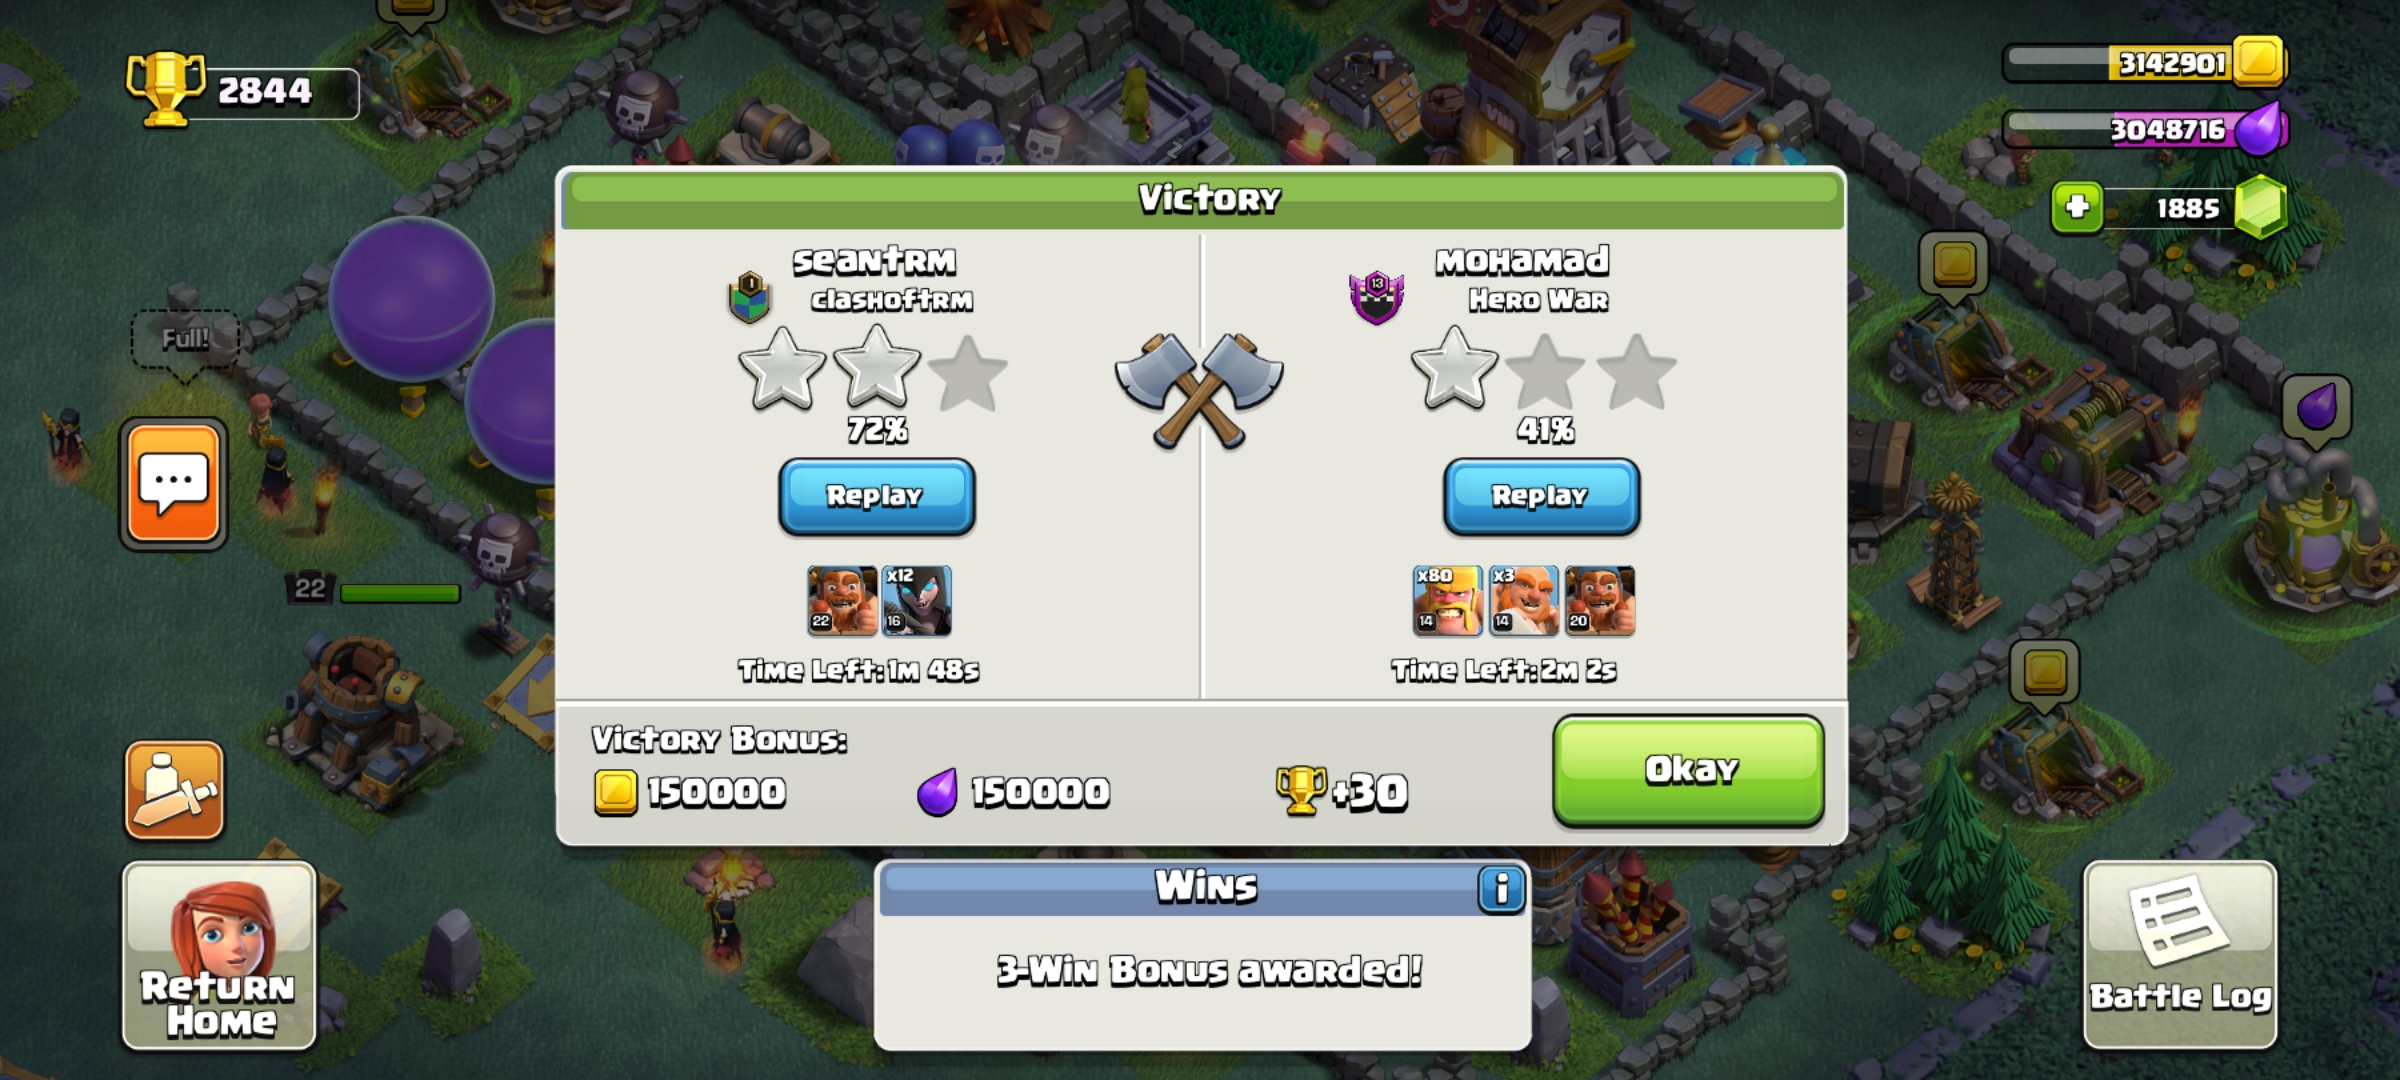 2844
3142901
3048716
1885
Full!
22
Victory
seantrm
clashoftrm
1
72%
Replay
22
x12
16
Time Left: 1m 48s
mohamad
Hero War
13
41%
Replay
x80
14
x3
14
20
Time Left: 2m 2s
Victory Bonus:
150000
150000
+30
Okay
Wins
i
3-Win Bonus awarded!
Return
Home
Battle Log